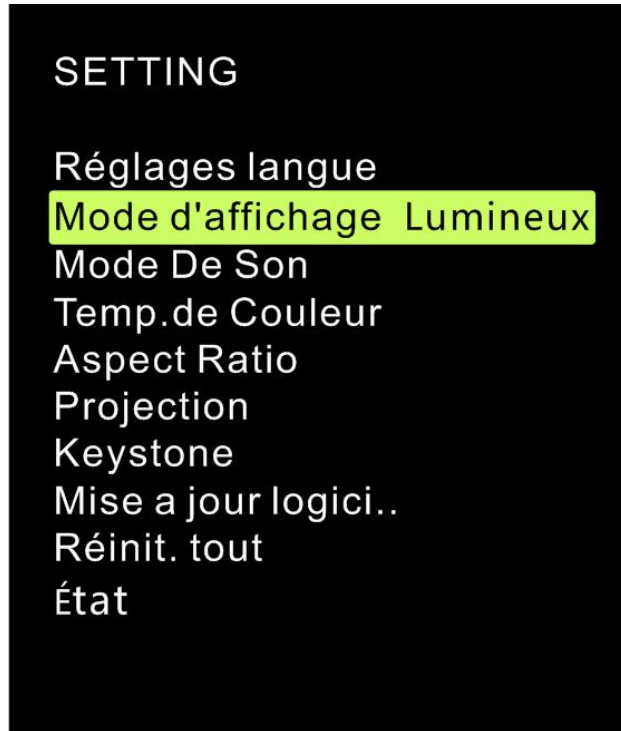 SETTING
Réglages langue
Mode d'affichage Lumineux
Mode De Son
Temp.de Couleur
Aspect Ratio
Projection
Keystone
Mise a jour logici..
Réinit. tout
État